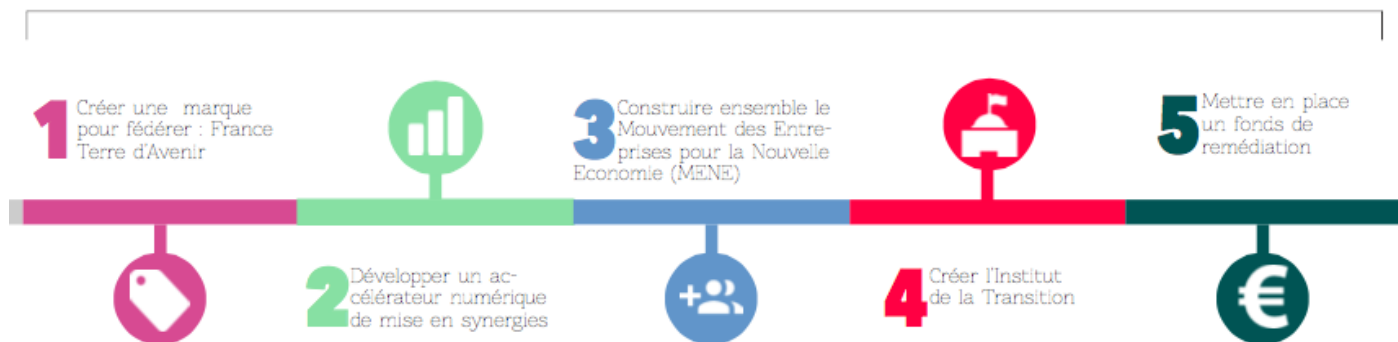 1
Créer une marque
pour fédérer : France
Terre d'Avenir
2
Développer un ac-
célérateur numérique
de mise en synergies
3
Construire ensemble le
Mouvement des Entre-
prises pour la Nouvelle
Economie (MENE)
4
Créer l'Institut
de la Transition
5
Mettre en place
un fonds de
remédiation
€